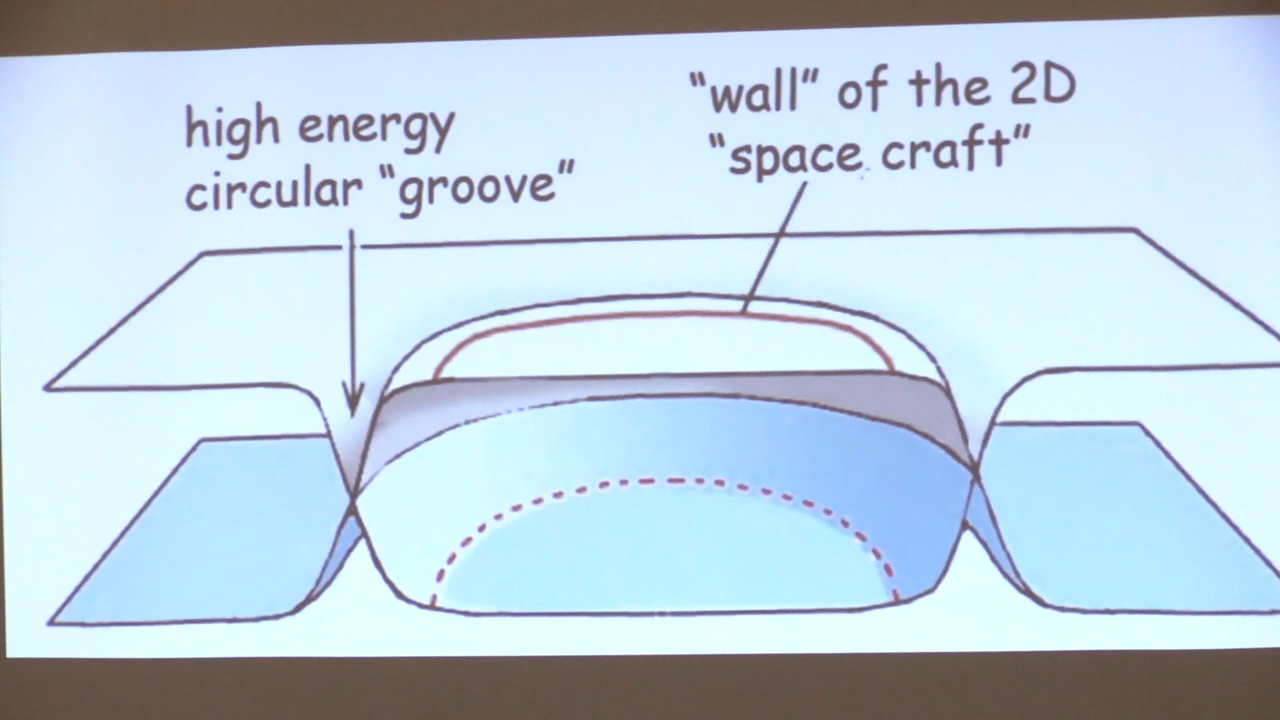 high energy
circular “groove”
“wall” of the 2D
“space craft”